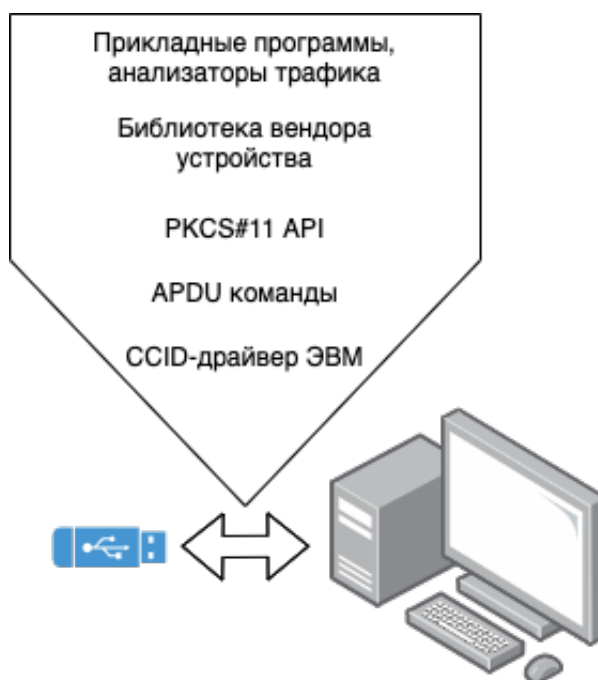 Прикладные программы,
анализаторы трафика
Библиотека вендора
устройства
PKCS#11 API
APDU команды
CCID-драйвер ЭВМ